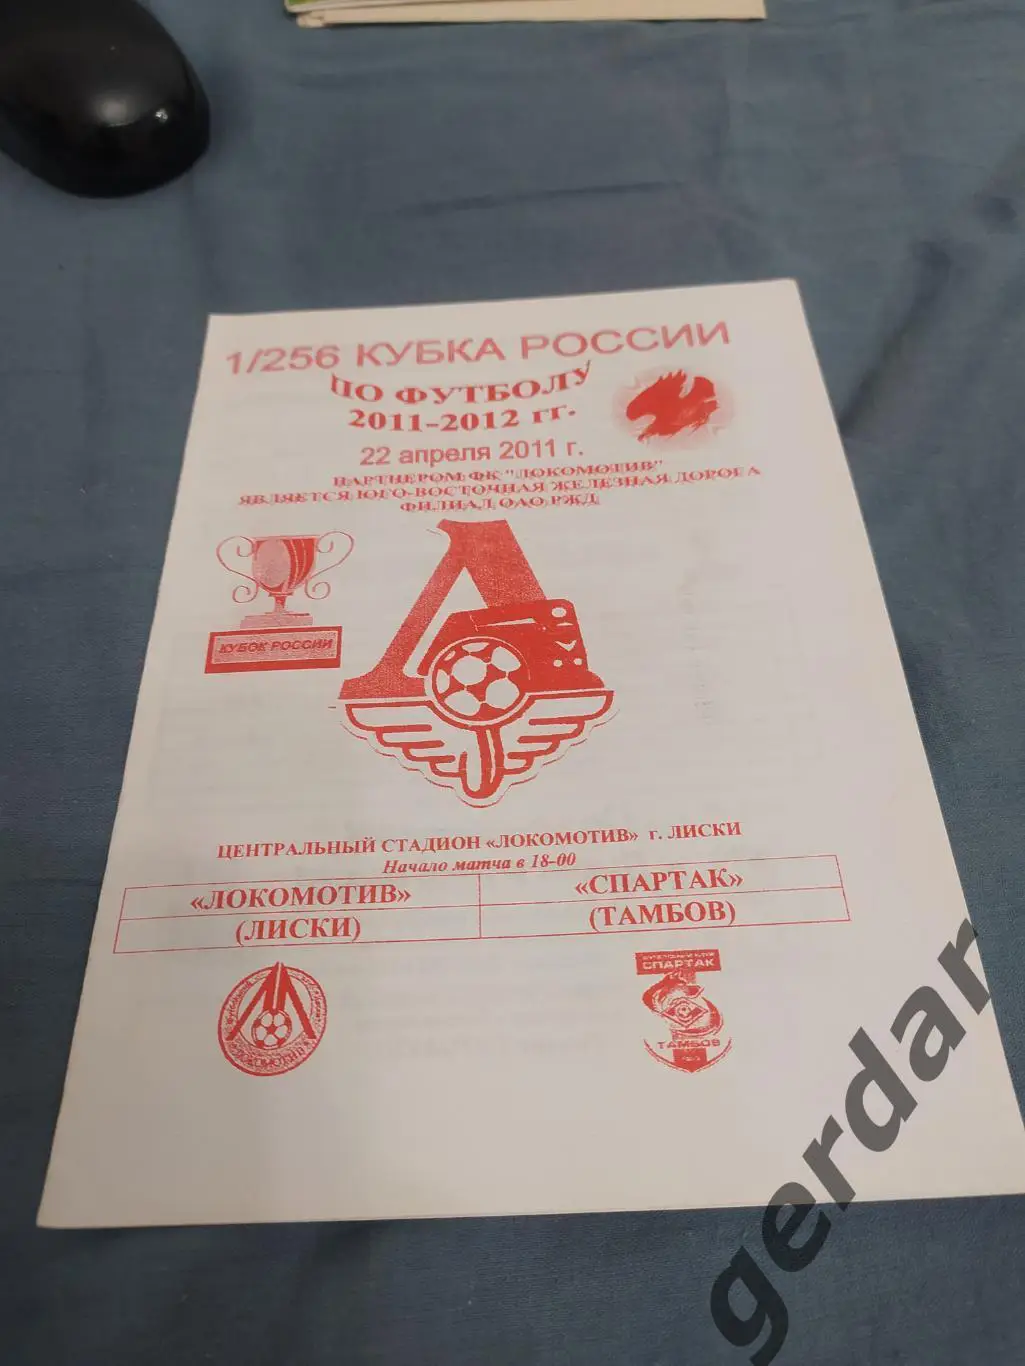 1/256 КУБКА РОССИИ
ПО ФУТБОЛУ
2011-2012 гг.
22 апреля 2011 г.
ПАРТНЕРОМ ФК "ЛОКОМОТИВ"
ЯВЛЯЕТСЯ ЮГО-ВОСТОЧНАЯ ЖЕЛЕЗНАЯ ДОРОГА
ФИЛИАЛ ОАО РЖД
КУБОК РОССИИ
ЦЕНТРАЛЬНЫЙ СТАДИОН «ЛОКОМОТИВ» г. ЛИСКИ
Начало матча в 18-00
«ЛОКОМОТИВ» «СПАРТАК»
(ЛИСКИ) (ТАМБОВ)
ЛОКОМОТИВ
СПАРТАК
ТАМБОВ
gerdar